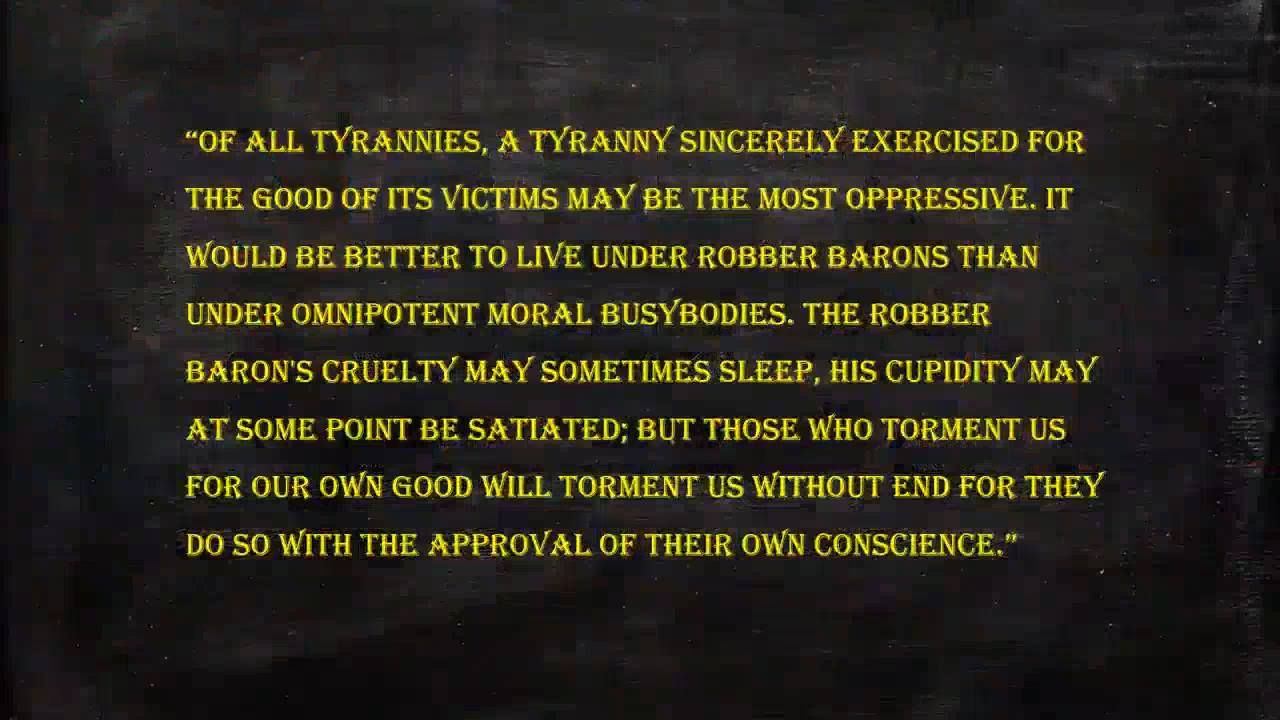 “OF ALL TYRANNIES, A TYRANNY SINCERELY EXERCISED FOR
THE GOOD OF ITS VICTIMS MAY BE THE MOST OPPRESSIVE. IT
WOULD BE BETTER TO LIVE UNDER ROBBER BARONS THAN
UNDER OMNIPOTENT MORAL BUSYBODIES. THE ROBBER
BARON'S CRUELTY MAY SOMETIMES SLEEP, HIS CUPIDITY MAY
AT SOME POINT BE SATIATED; BUT THOSE WHO TORMENT US
FOR OUR OWN GOOD WILL TORMENT US WITHOUT END FOR THEY
DO SO WITH THE APPROVAL OF THEIR OWN CONSCIENCE.”